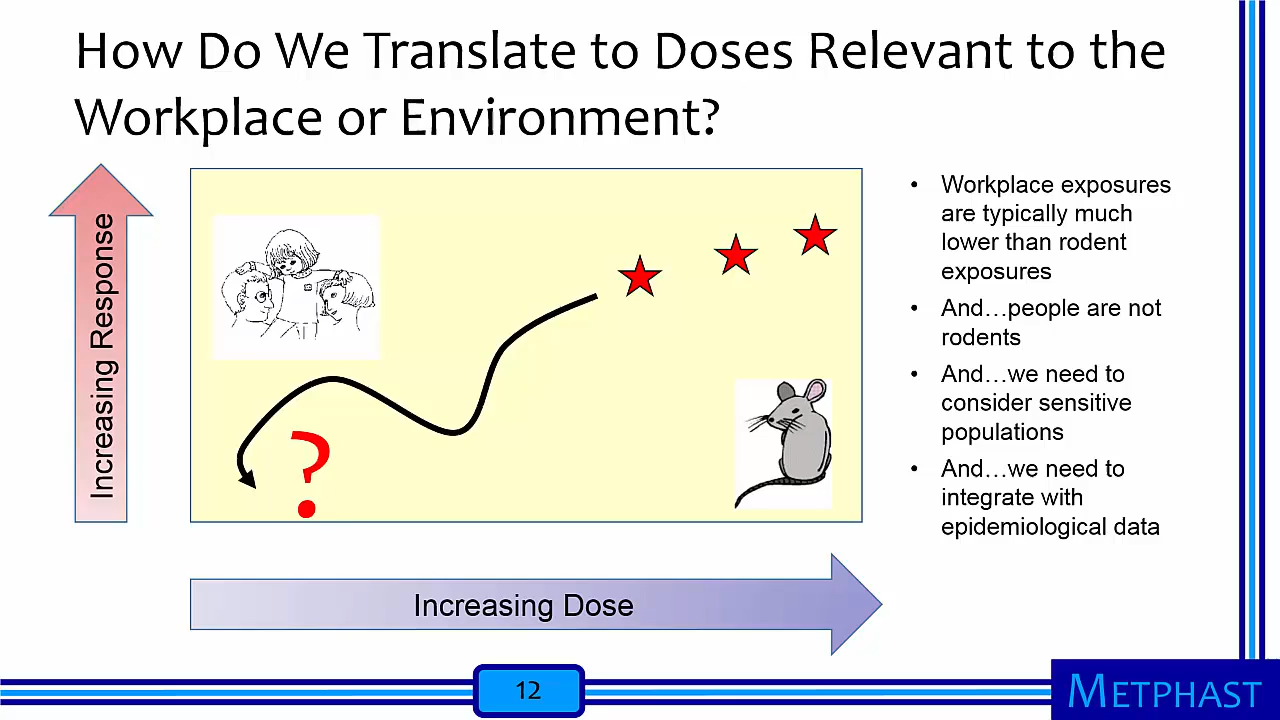 How Do We Translate to Doses Relevant to the
Workplace or Environment?
Increasing Response
?
Increasing Dose
• Workplace exposures
are typically much
lower than rodent
exposures
• And…people are not
rodents
• And…we need to
consider sensitive
populations
• And…we need to
integrate with
epidemiological data
12
METPHAST